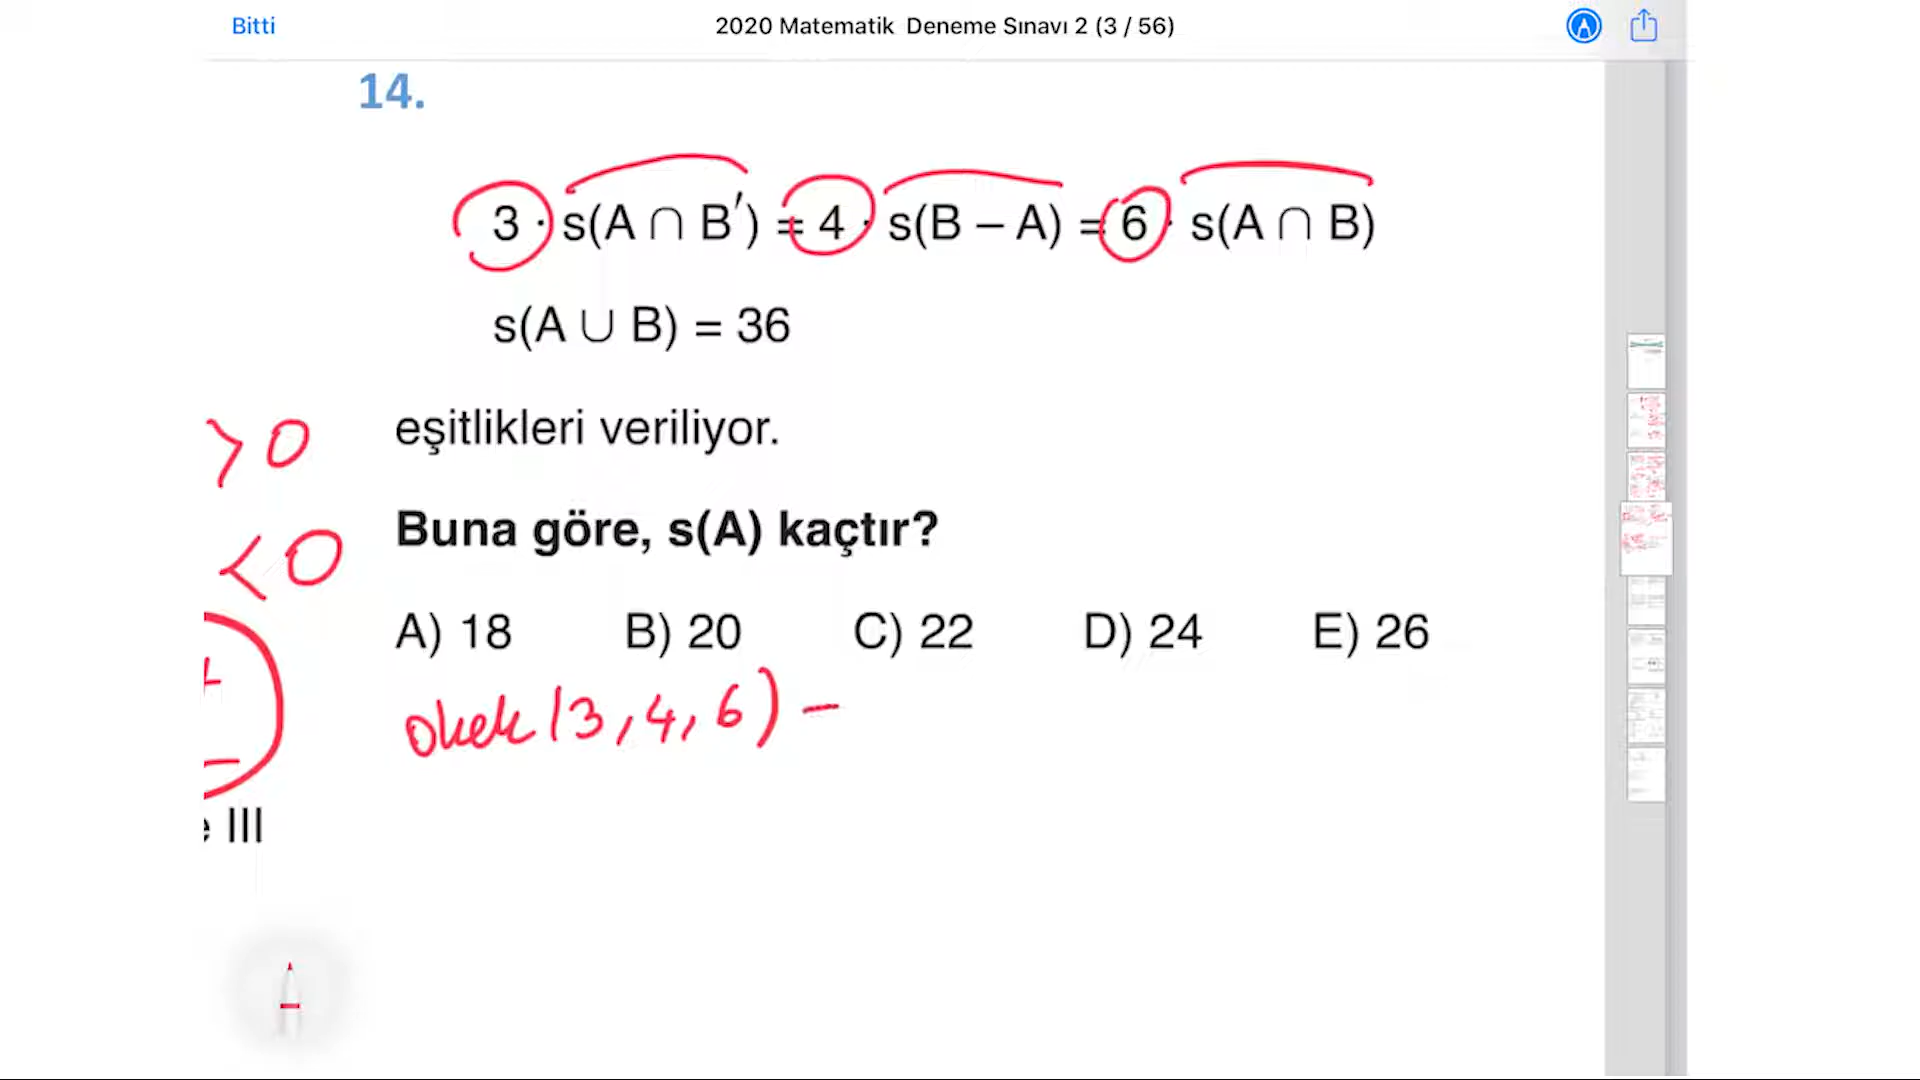 Bitti
2020 Matematik Deneme Sınavı 2 (3 / 56)
14.
3 · s(A ∩ B′) = 4 · s(B – A) = 6 · s(A ∩ B)
s(A ∪ B) = 36
> 0
eşitlikleri veriliyor.
< 0
Buna göre, s(A) kaçtır?
A) 18 B) 20 C) 22 D) 24 E) 26
+
okek (3, 4, 6) -
–
e III